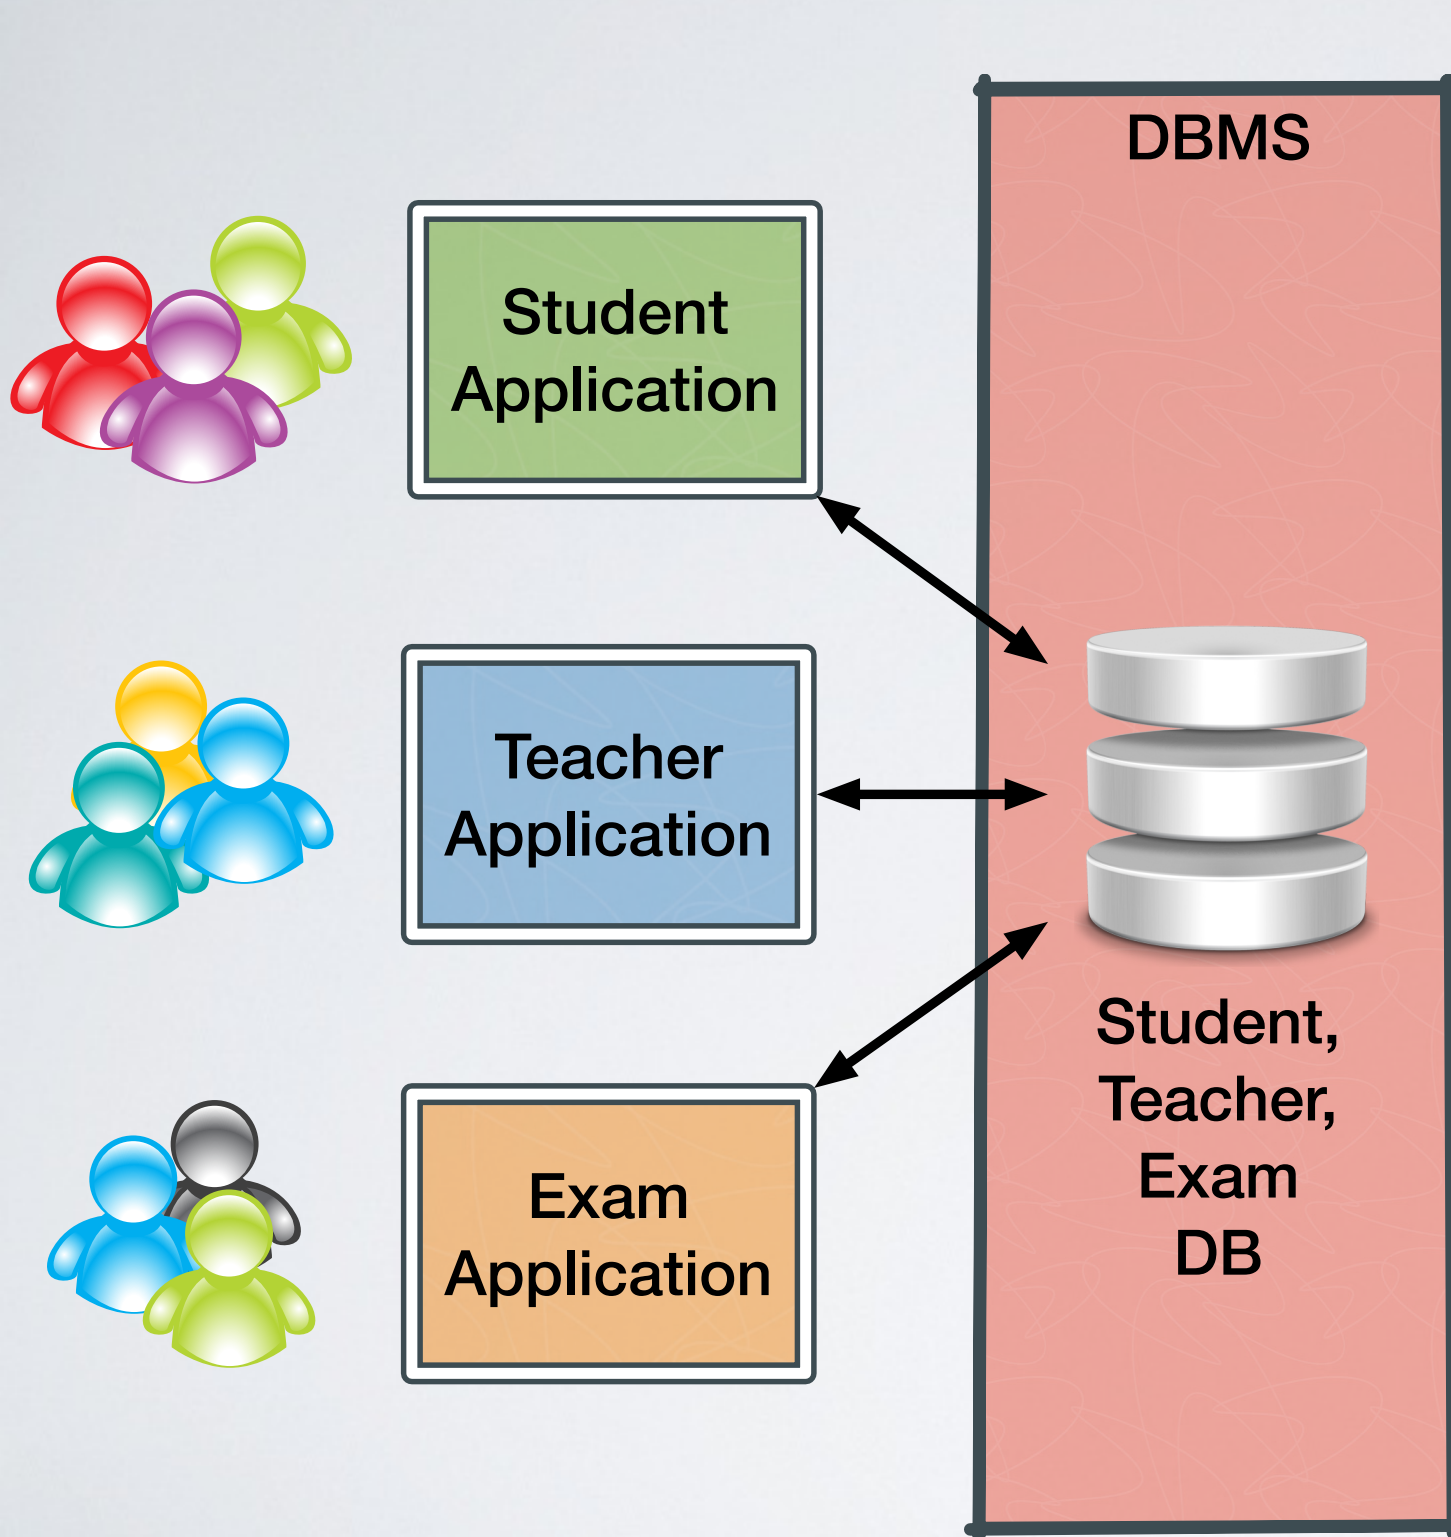 DBMS
Student
Application
Teacher
Application
Exam
Application
Student,
Teacher,
Exam
DB